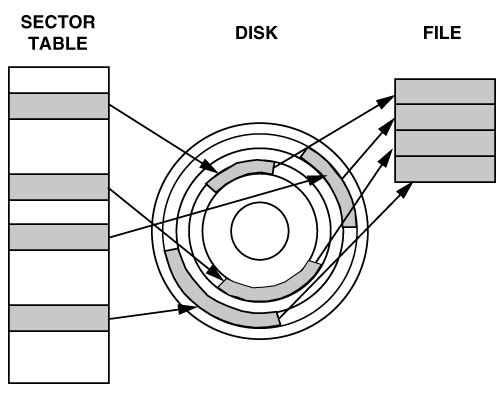 SECTOR
TABLE
DISK
FILE